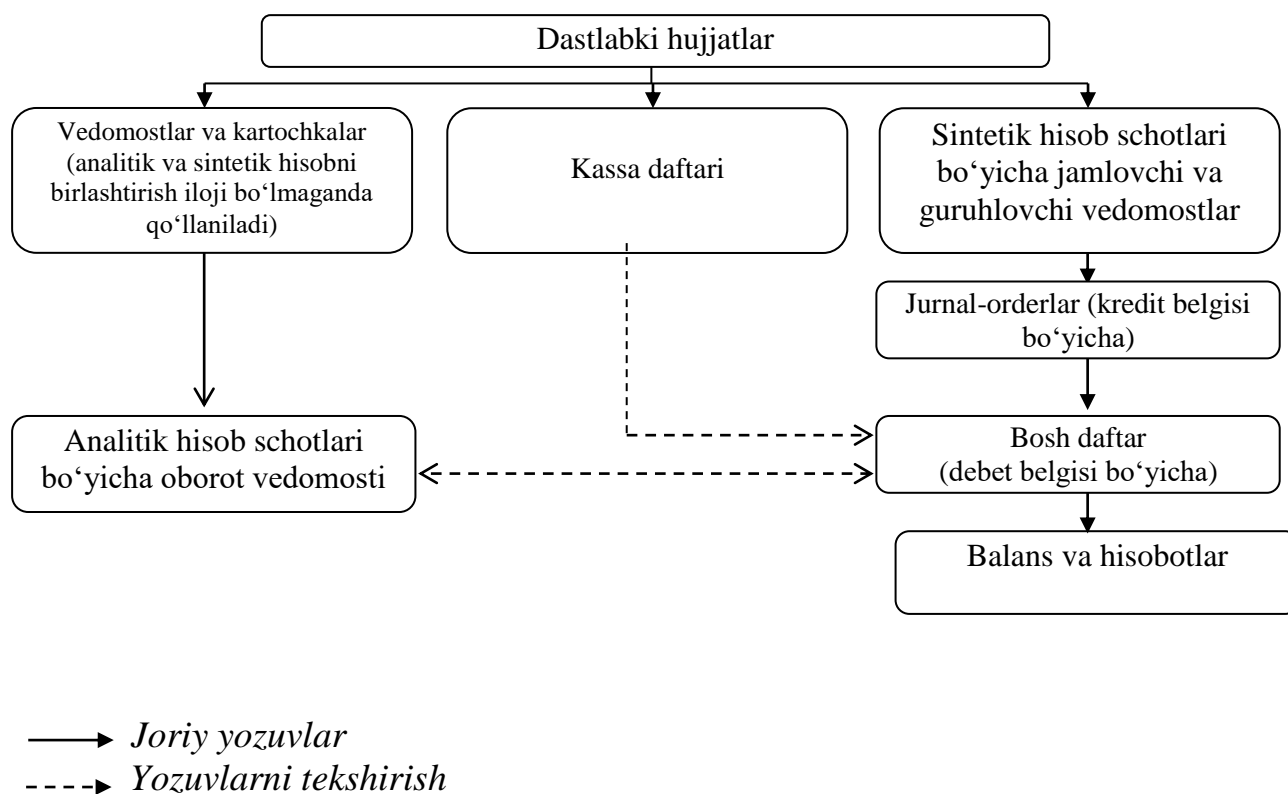 Dastlabki hujjatlar
Vedomostlar va kartochkalar
(analitik va sintetik hisobni
birlashtirish iloji bo‘lmaganda
qo‘llaniladi)
Kassa daftari
Sintetik hisob schotlari
bo‘yicha jamlovchi va
guruhlovchi vedomostlar
Jurnal-orderlar (kredit belgisi
bo‘yicha)
Analitik hisob schotlari
bo‘yicha oborot vedomosti
Bosh daftar
(debet belgisi bo‘yicha)
Balans va hisobotlar
Joriy yozuvlar
Yozuvlarni tekshirish